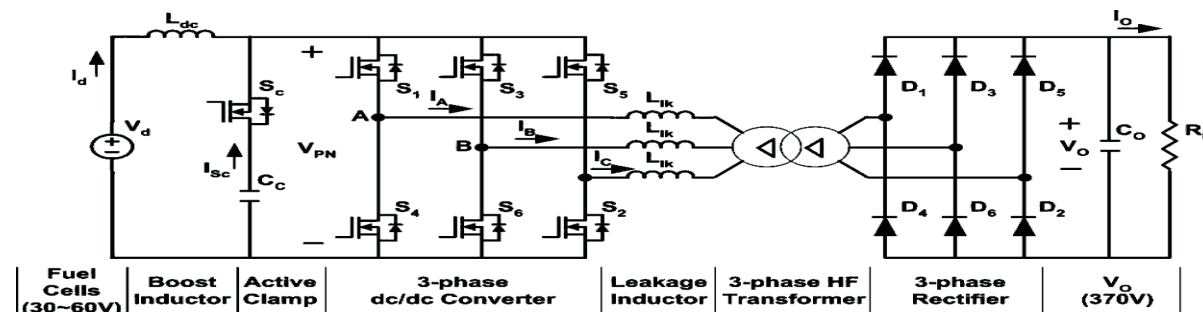 L_dc
I_d
V_d
S_c
I_Sc
C_c
+
V_PN
–
S_1
S_3
S_5
A
I_A
B
I_B
I_C
L_lk
L_lk
L_lk
S_4
S_6
S_2
D_1
D_3
D_5
D_4
D_6
D_2
+
V_O
–
C_O
I_O
Fuel Cells (30~60V)
Boost Inductor
Active Clamp
3-phase dc/dc Converter
Leakage Inductor
3-phase HF Transformer
3-phase Rectifier
V_O (370V)